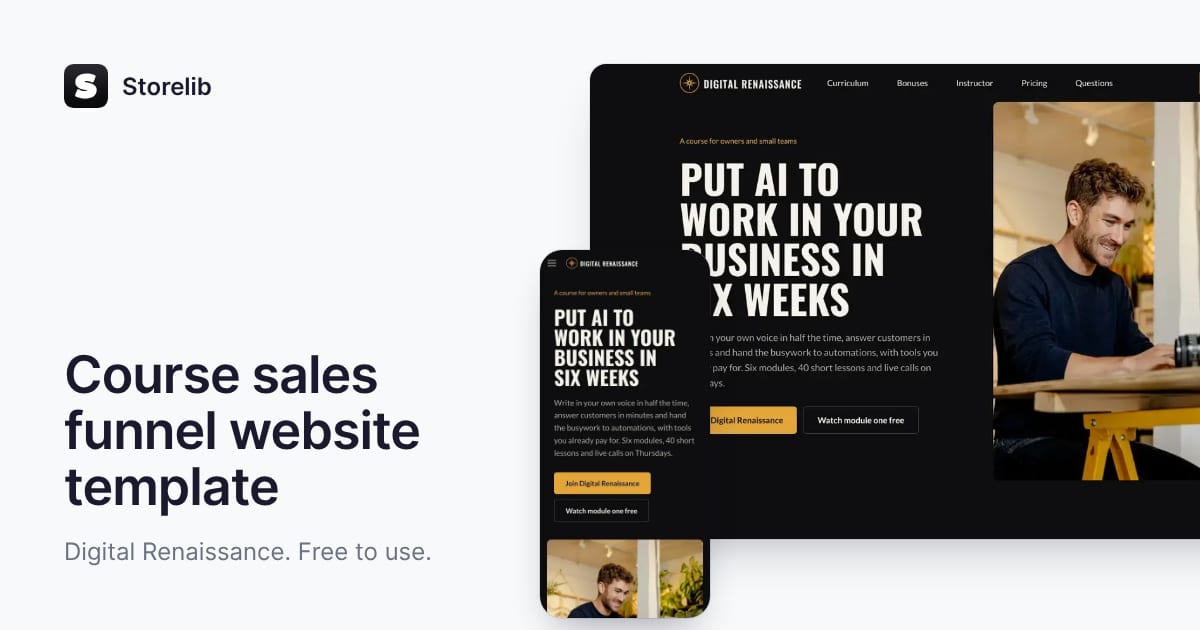 Storelib
Course sales
funnel website
template
Digital Renaissance. Free to use.
DIGITAL RENAISSANCE
Curriculum
Bonuses
Instructor
Pricing
Questions
A course for owners and small teams
PUT AI TO
WORK IN YOUR
BUSINESS IN
X WEEKS
your own voice in half the time, answer customers in
and hand the busywork to automations, with tools you
pay for. Six modules, 40 short lessons and live calls on
ays.
Digital Renaissance
Watch module one free
DIGITAL RENAISSANCE
A course for owners and small teams
PUT AI TO
WORK IN YOUR
BUSINESS IN
SIX WEEKS
Write in your own voice in half the time,
answer customers in minutes and hand
the busywork to automations, with tools
you already pay for. Six modules, 40 short
lessons and live calls on Thursdays.
Join Digital Renaissance
Watch module one free